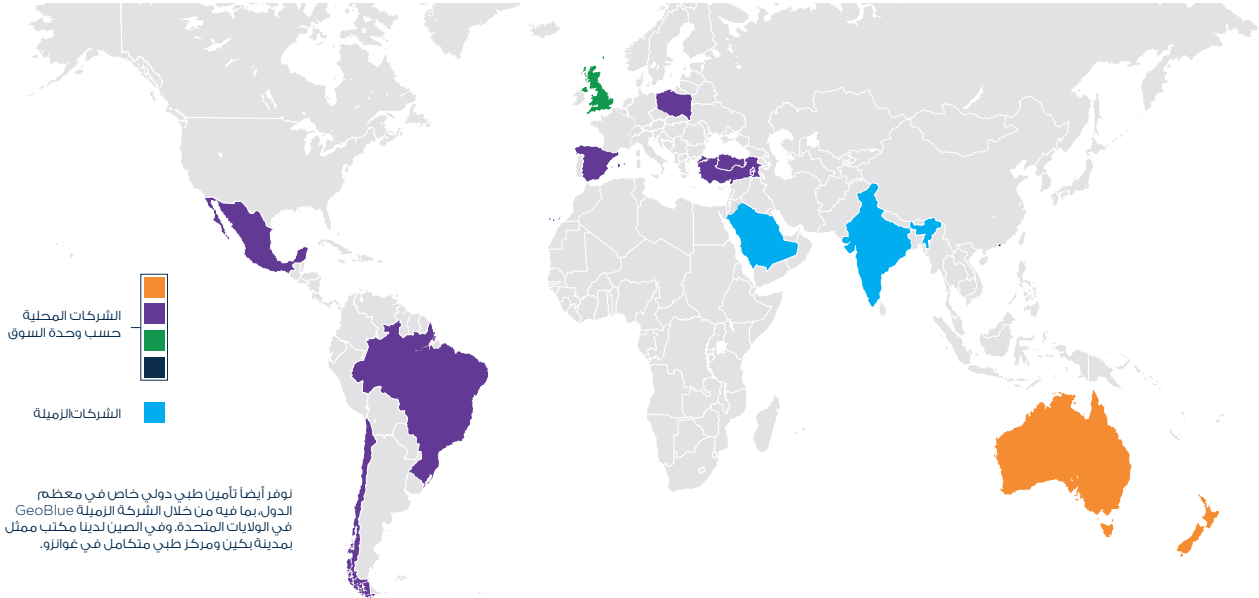 الشركات المحلية
حسب وحدة السوق
الشركات الزميلة
نوفر أيضاً تأمين طبي دولي خاص في معظم
الدول، بما فيه من خلال الشركة الزميلة GeoBlue
في الولايات المتحدة. وفي الصين لدينا مكتب ممثل
بمدينة بكين ومركز طبي متكامل في غوانزو.